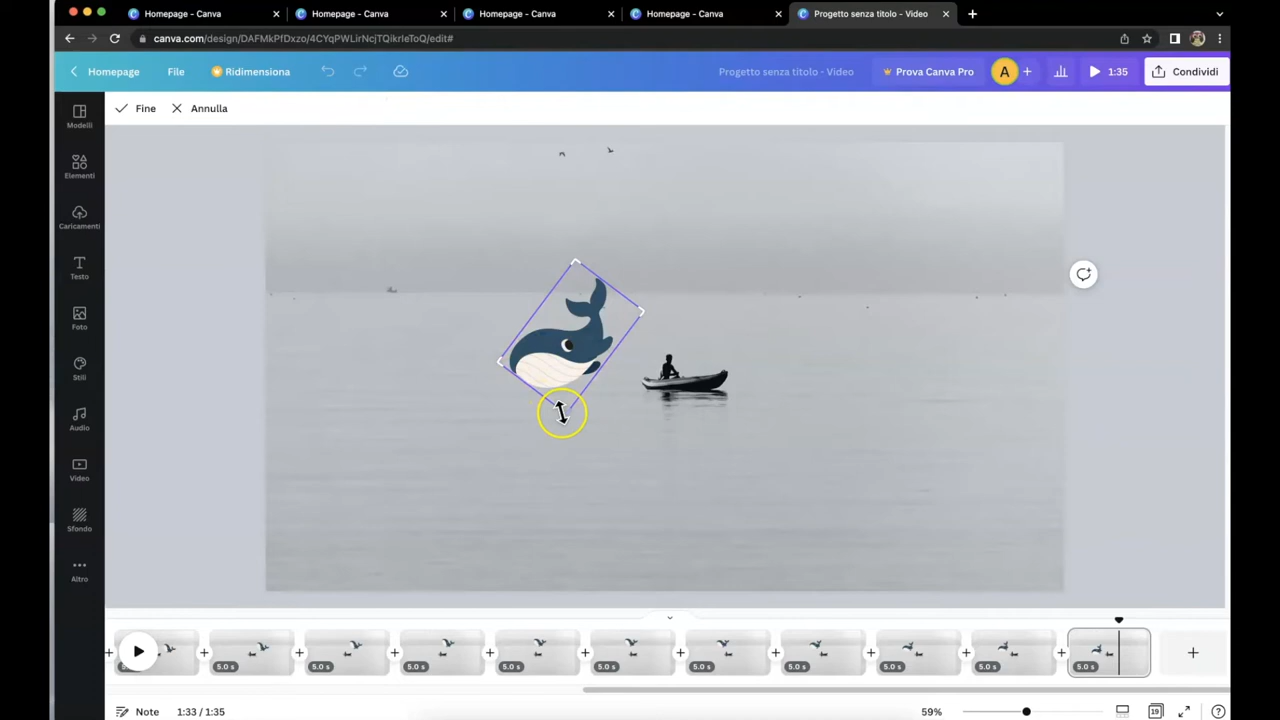 Homepage - Canva
Homepage - Canva
Homepage - Canva
Homepage - Canva
Progetto senza titolo - Video
canva.com/design/DAFMkPfDxzo/4CYqPWLirNcjTQikrIeToQ/edit#
Homepage
File
Ridimensiona
Progetto senza titolo - Video
Prova Canva Pro
A
1:35
Condividi
Fine
Annulla
Modelli
Elementi
Caricamenti
Testo
Foto
Stili
Audio
Video
Sfondo
Altro
5.0 s
5.0 s
5.0 s
5.0 s
5.0 s
5.0 s
5.0 s
5.0 s
5.0 s
5.0 s
Note
1:33 / 1:35
59%
19